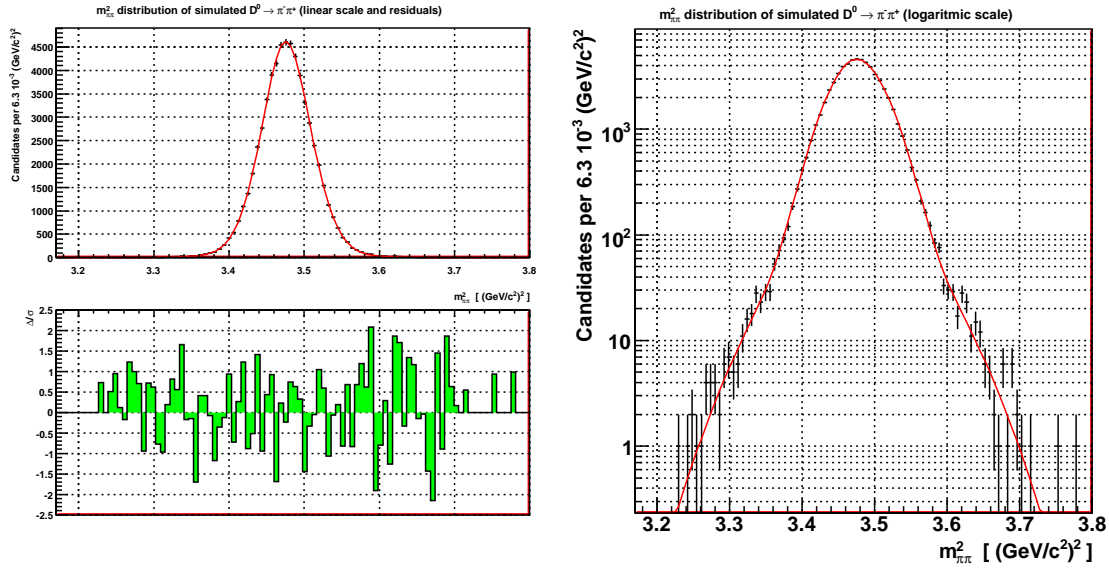 m²ππ distribution of simulated D⁰ → π⁻π⁺ (linear scale and residuals)
Candidates per 6.3 10⁻³ (GeV/c²)²
4500
4000
3500
3000
2500
2000
1500
1000
500
0
3.2 3.3 3.4 3.5 3.6 3.7 3.8
m²ππ [ (GeV/c²)² ]
Δ/σ
2.5
2
1.5
1
0.5
0
-0.5
-1
-1.5
-2
-2.5
m²ππ distribution of simulated D⁰ → π⁻π⁺ (logaritmic scale)
Candidates per 6.3 10⁻³ (GeV/c²)²
10³
10²
10
1
3.2 3.3 3.4 3.5 3.6 3.7 3.8
m²ππ [ (GeV/c²)² ]